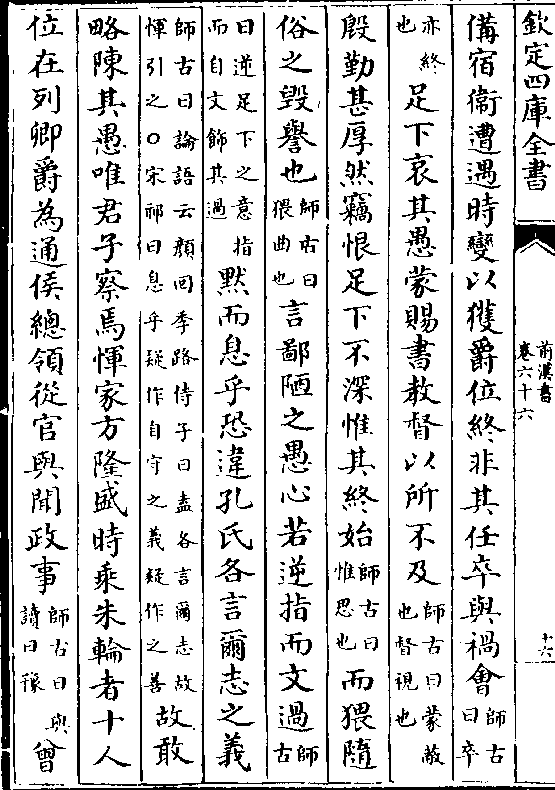 欽定四庫全書
前漢書
卷六十六
十六
備宿衞遭遇時變以獲爵位終非其任卒與禍會師古曰卒
亦終也足下哀其愚蒙賜書教督以所不及師古曰蒙蔽也督視也
殷勤甚厚然竊恨足下不深惟其終始師古曰惟思也而猥隨
俗之毀譽也師古曰猥曲也言鄙陋之愚心若逆指而文過師古
曰逆足下之意指而自文飾其過默而息乎恐違孔氏各言爾志之義
師古曰論語云顔回季路侍子曰盍各言爾志故惲引之○宋祁曰息乎疑作自守之義疑作之善故敢
略陳其愚唯君子察焉惲家方隆盛時乘朱輪者十人
位在列卿爵為通侯總領從官與聞政事師古曰與讀曰豫曾